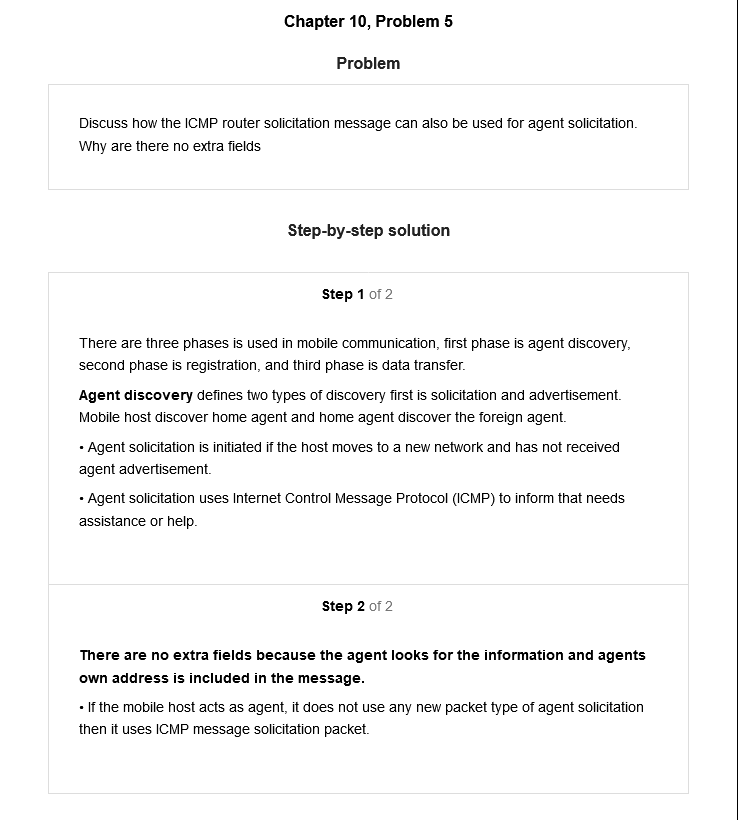 Chapter 10, Problem 5
Problem
Discuss how the ICMP router solicitation message can also be used for agent solicitation.
Why are there no extra fields
Step-by-step solution
Step 1 of 2
There are three phases is used in mobile communication, first phase is agent discovery,
second phase is registration, and third phase is data transfer.
Agent discovery defines two types of discovery first is solicitation and advertisement.
Mobile host discover home agent and home agent discover the foreign agent.
• Agent solicitation is initiated if the host moves to a new network and has not received
agent advertisement.
• Agent solicitation uses Internet Control Message Protocol (ICMP) to inform that needs
assistance or help.
Step 2 of 2
There are no extra fields because the agent looks for the information and agents
own address is included in the message.
• If the mobile host acts as agent, it does not use any new packet type of agent solicitation
then it uses ICMP message solicitation packet.